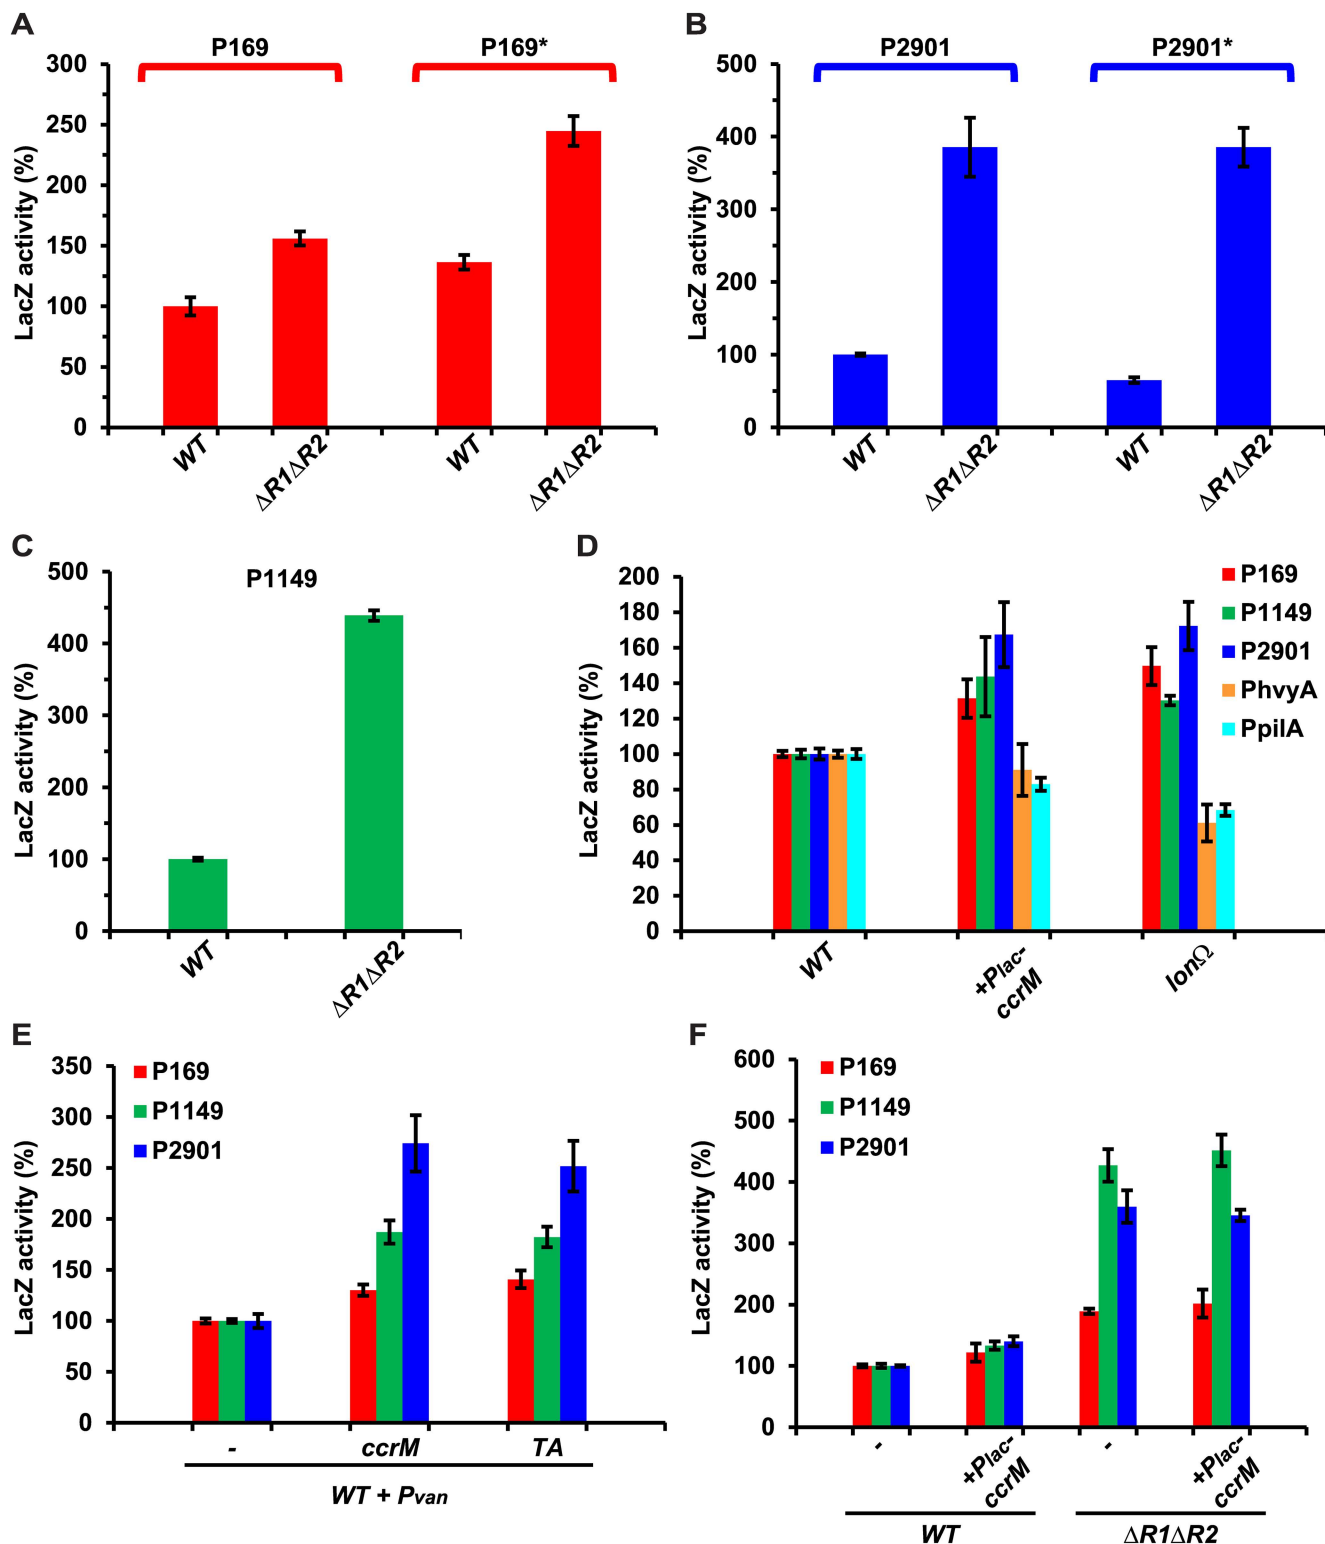 A
P169
P169*
LacZ activity (%)
300
250
200
150
100
50
0
WT
ΔR1ΔR2
WT
ΔR1ΔR2
B
P2901
P2901*
LacZ activity (%)
500
400
300
200
100
0
WT
ΔR1ΔR2
WT
ΔR1ΔR2
C
P1149
LacZ activity (%)
500
400
300
200
100
0
WT
ΔR1ΔR2
D
LacZ activity (%)
200
180
160
140
120
100
80
60
40
20
0
P169
P1149
P2901
PhvyA
PpilA
WT
+Plac-
ccrM
lonΩ
E
LacZ activity (%)
350
300
250
200
150
100
50
0
P169
P1149
P2901
-
ccrM
TA
WT + Pvan
F
LacZ activity (%)
600
500
400
300
200
100
0
P169
P1149
P2901
-
+Plac-
ccrM
-
+Plac-
ccrM
WT
ΔR1ΔR2